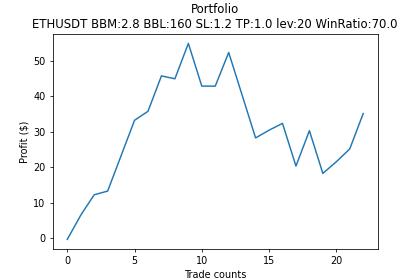 Portfolio
ETHUSDT BBM:2.8 BBL:160 SL:1.2 TP:1.0 lev:20 WinRatio:70.0
50
40
30
20
10
0
Profit ($)
0 5 10 15 20
Trade counts